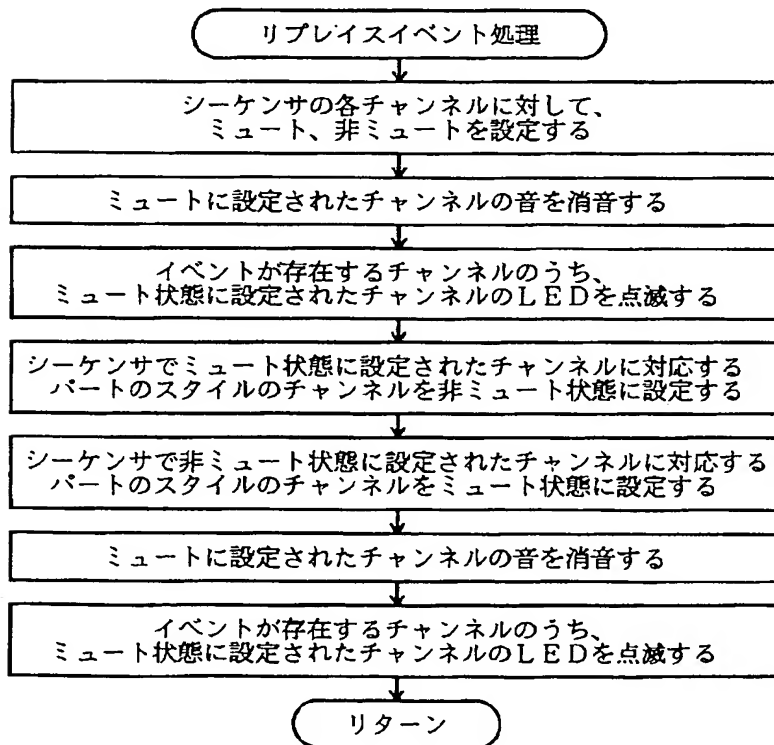 リプレイスイベント処理
シーケンサの各チャンネルに対して、
ミュート、非ミュートを設定する
ミュートに設定されたチャンネルの音を消音する
イベントが存在するチャンネルのうち、
ミュート状態に設定されたチャンネルのＬＥＤを点滅する
シーケンサでミュート状態に設定されたチャンネルに対応する
パートのスタイルのチャンネルを非ミュート状態に設定する
シーケンサで非ミュート状態に設定されたチャンネルに対応する
パートのスタイルのチャンネルをミュート状態に設定する
ミュートに設定されたチャンネルの音を消音する
イベントが存在するチャンネルのうち、
ミュート状態に設定されたチャンネルのＬＥＤを点滅する
リターン